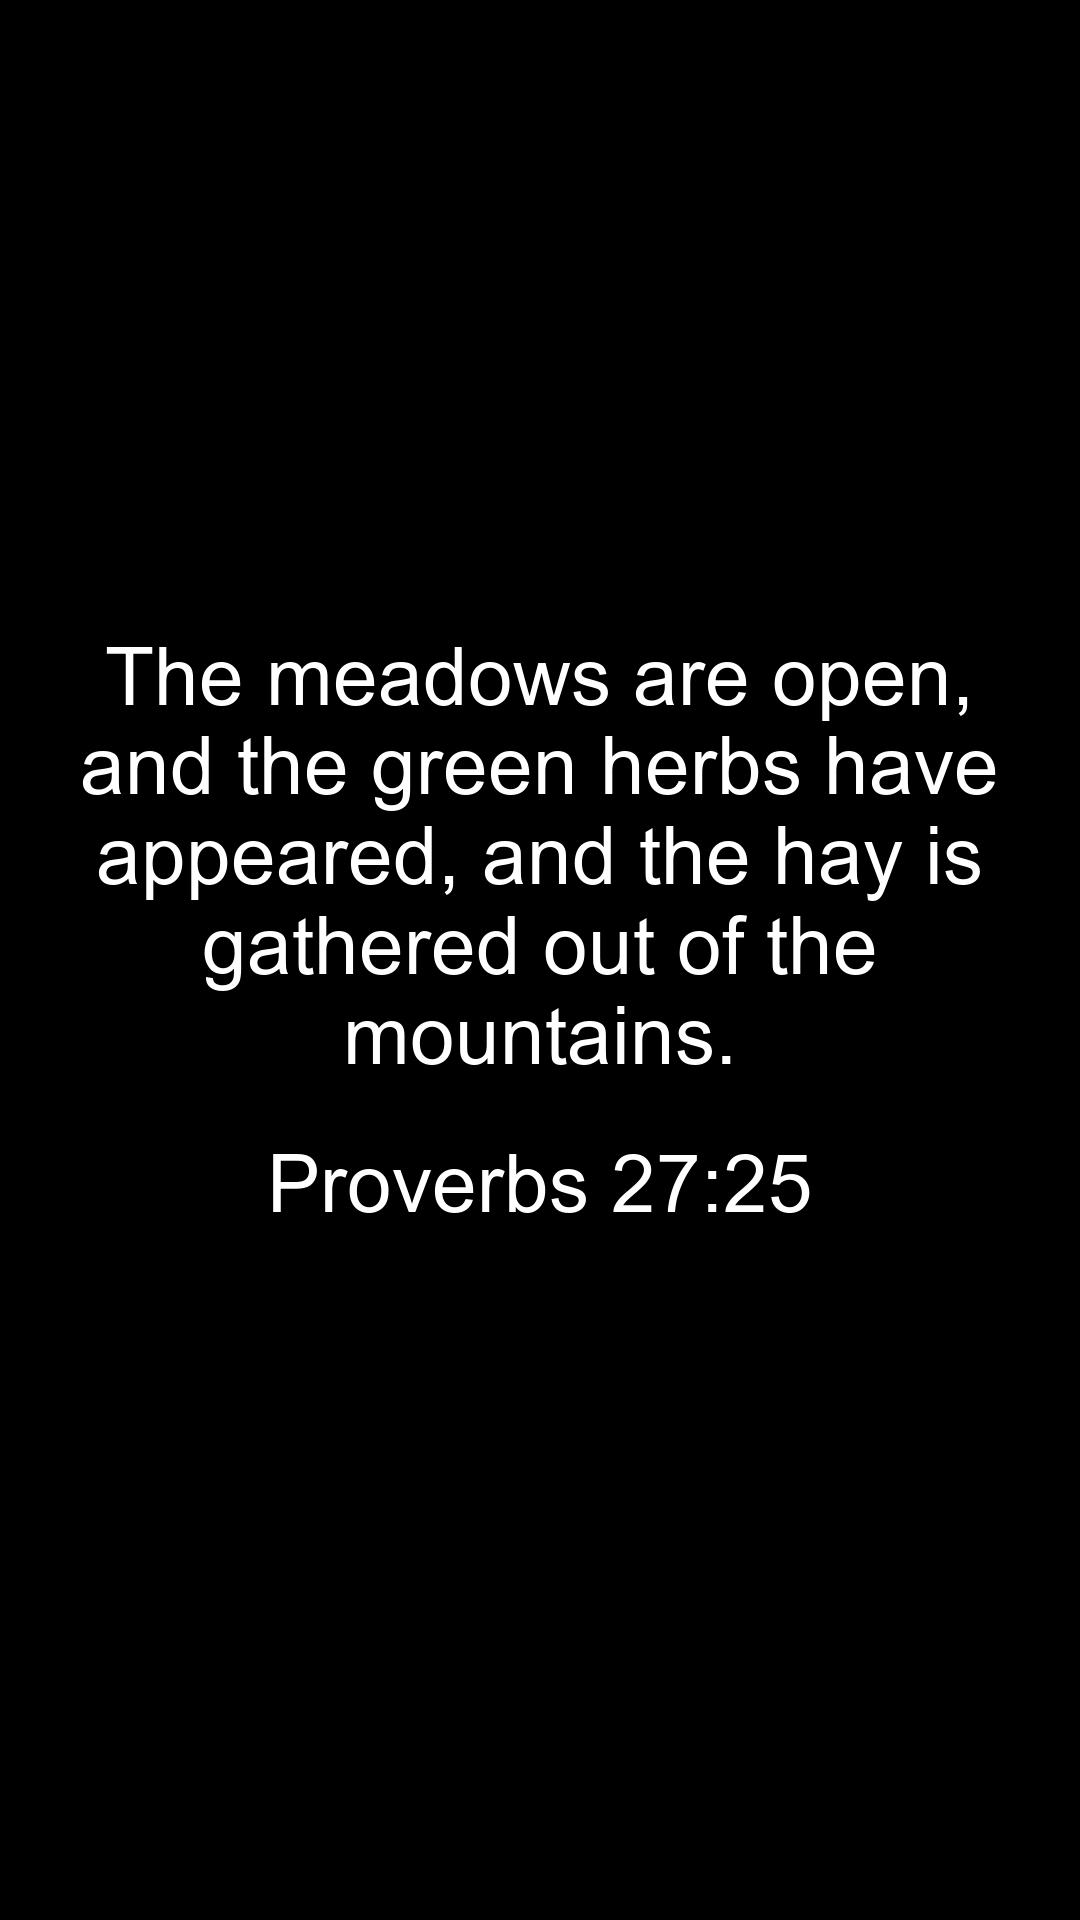 The meadows are open,
and the green herbs have
appeared, and the hay is
gathered out of the
mountains.
Proverbs 27:25